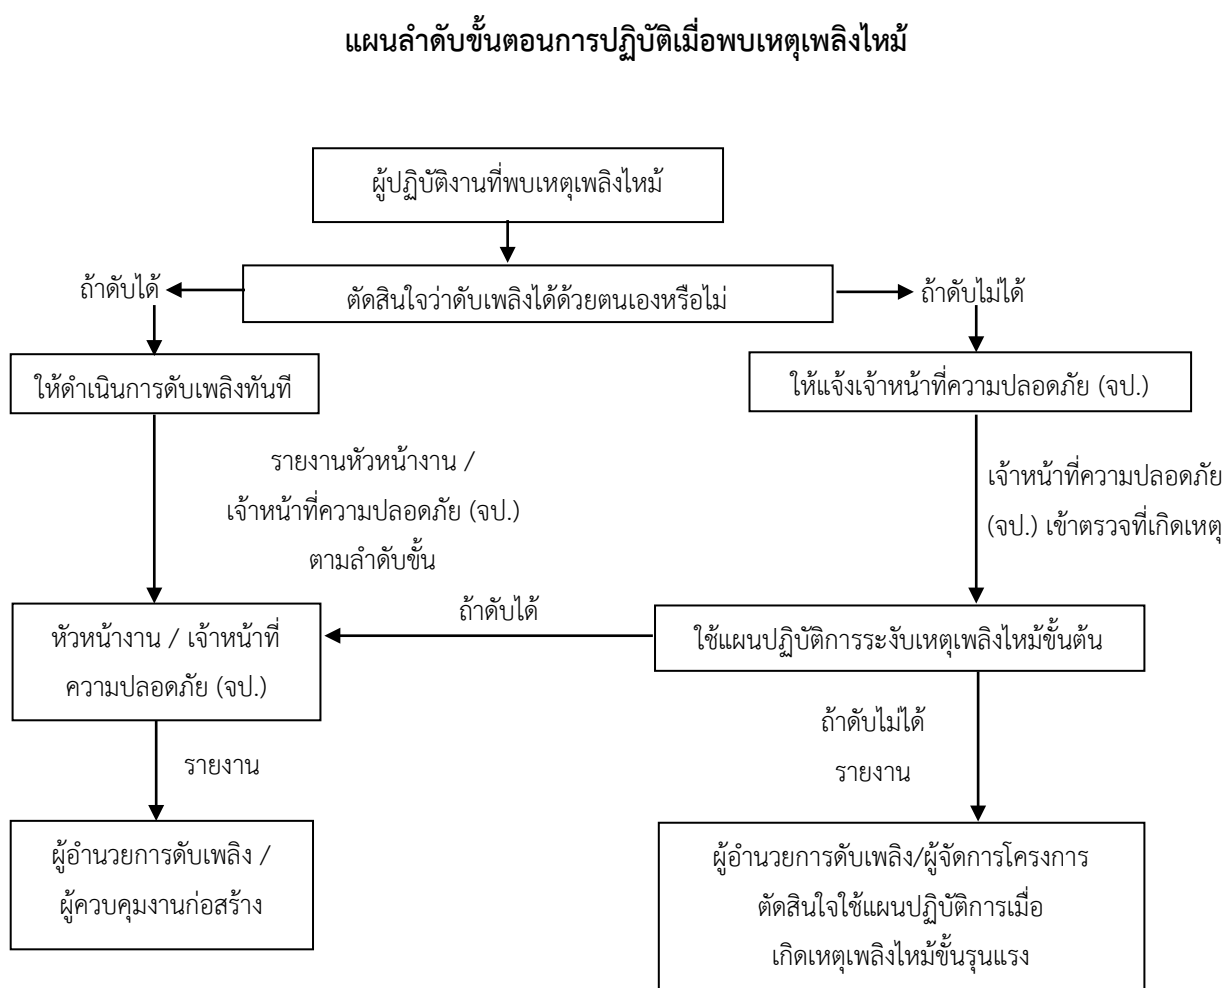 แผนลำดับขั้นตอนการปฏิบัติเมื่อพบเหตุเพลิงไหม้
ผู้ปฏิบัติงานที่พบเหตุเพลิงไหม้
ถ้าดับได้
ตัดสินใจว่าดับเพลิงได้ด้วยตนเองหรือไม่
ถ้าดับไม่ได้
ให้ดำเนินการดับเพลิงทันที
ให้แจ้งเจ้าหน้าที่ความปลอดภัย (จป.)
รายงานหัวหน้างาน /
เจ้าหน้าที่ความปลอดภัย (จป.)
ตามลำดับขั้น
เจ้าหน้าที่ความปลอดภัย
(จป.) เข้าตรวจที่เกิดเหตุ
หัวหน้างาน / เจ้าหน้าที่
ความปลอดภัย (จป.)
ถ้าดับได้
ใช้แผนปฏิบัติการระงับเหตุเพลิงไหม้ขั้นต้น
รายงาน
ถ้าดับไม่ได้
รายงาน
ผู้อำนวยการดับเพลิง /
ผู้ควบคุมงานก่อสร้าง
ผู้อำนวยการดับเพลิง/ผู้จัดการโครงการ
ตัดสินใจใช้แผนปฏิบัติการเมื่อ
เกิดเหตุเพลิงไหม้ขั้นรุนแรง